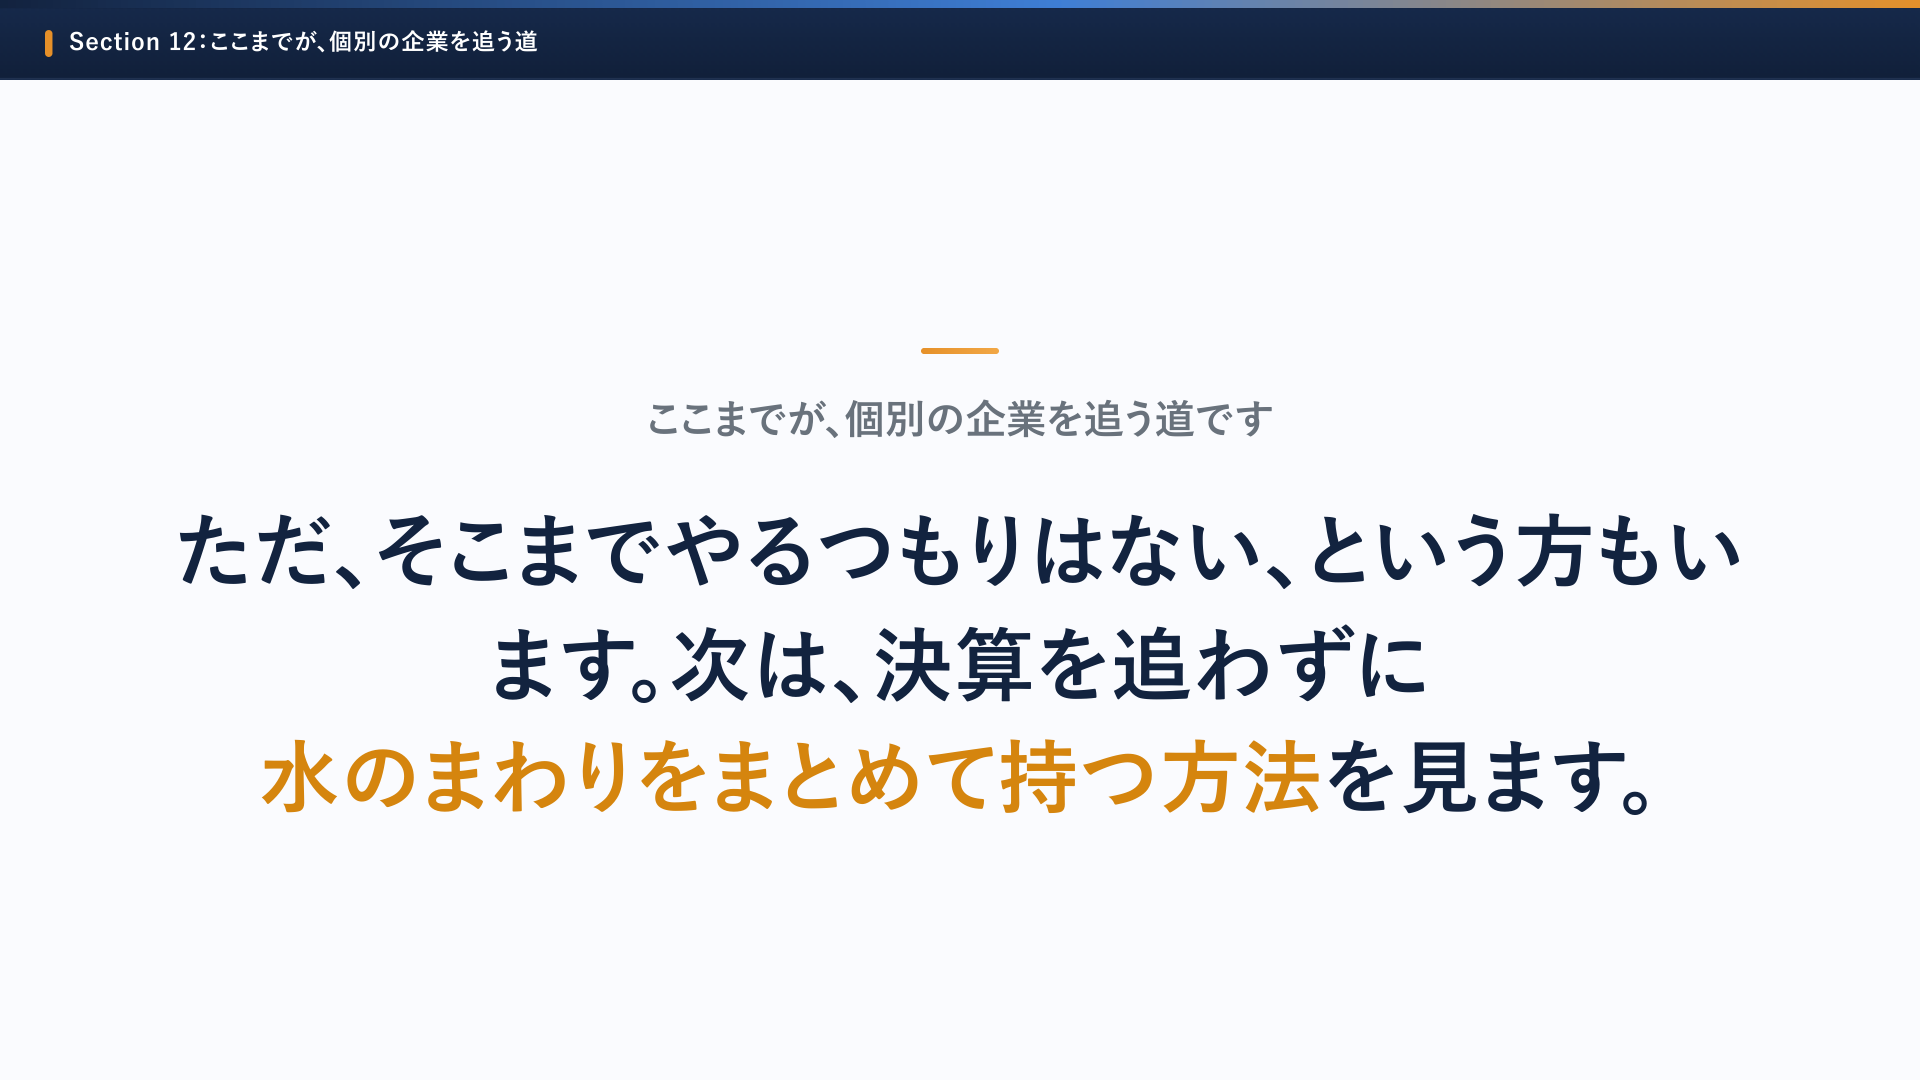 Section 12：ここまでが、個別の企業を追う道
ここまでが、個別の企業を追う道です
ただ、そこまでやるつもりはない、という方もい
ます。次は、決算を追わずに
水のまわりをまとめて持つ方法を見ます。